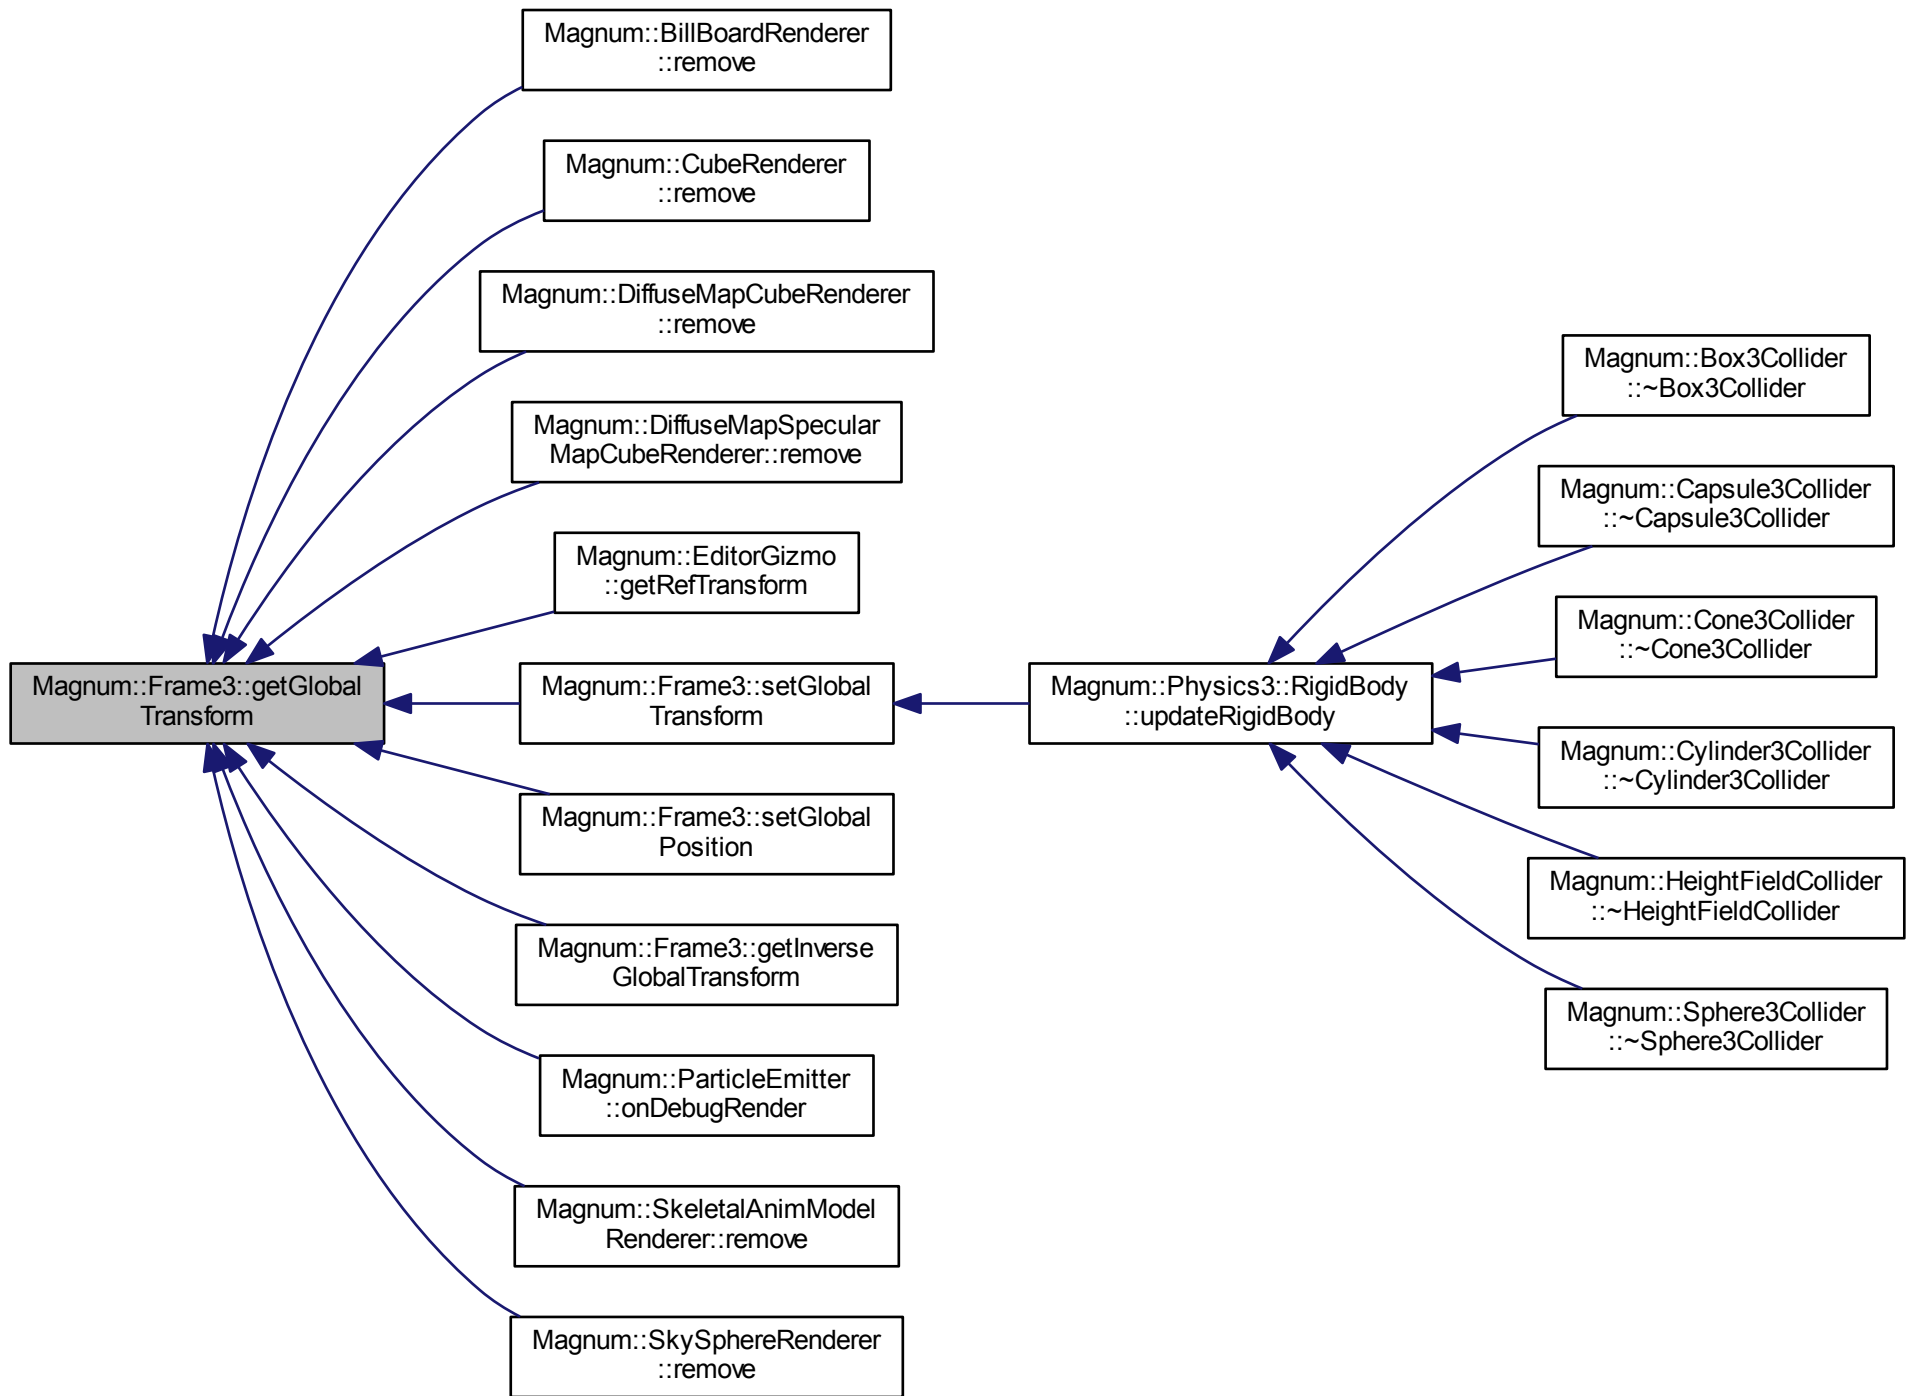 Magnum::BillBoardRenderer
::remove
Magnum::CubeRenderer
::remove
Magnum::DiffuseMapCubeRenderer
::remove
Magnum::DiffuseMapSpecular
MapCubeRenderer::remove
Magnum::EditorGizmo
::getRefTransform
Magnum::Frame3::getGlobal
Transform
Magnum::Frame3::setGlobal
Transform
Magnum::Frame3::setGlobal
Position
Magnum::Frame3::getInverse
GlobalTransform
Magnum::ParticleEmitter
::onDebugRender
Magnum::SkeletalAnimModel
Renderer::remove
Magnum::SkySphereRenderer
::remove
Magnum::Physics3::RigidBody
::updateRigidBody
Magnum::Box3Collider
::~Box3Collider
Magnum::Capsule3Collider
::~Capsule3Collider
Magnum::Cone3Collider
::~Cone3Collider
Magnum::Cylinder3Collider
::~Cylinder3Collider
Magnum::HeightFieldCollider
::~HeightFieldCollider
Magnum::Sphere3Collider
::~Sphere3Collider